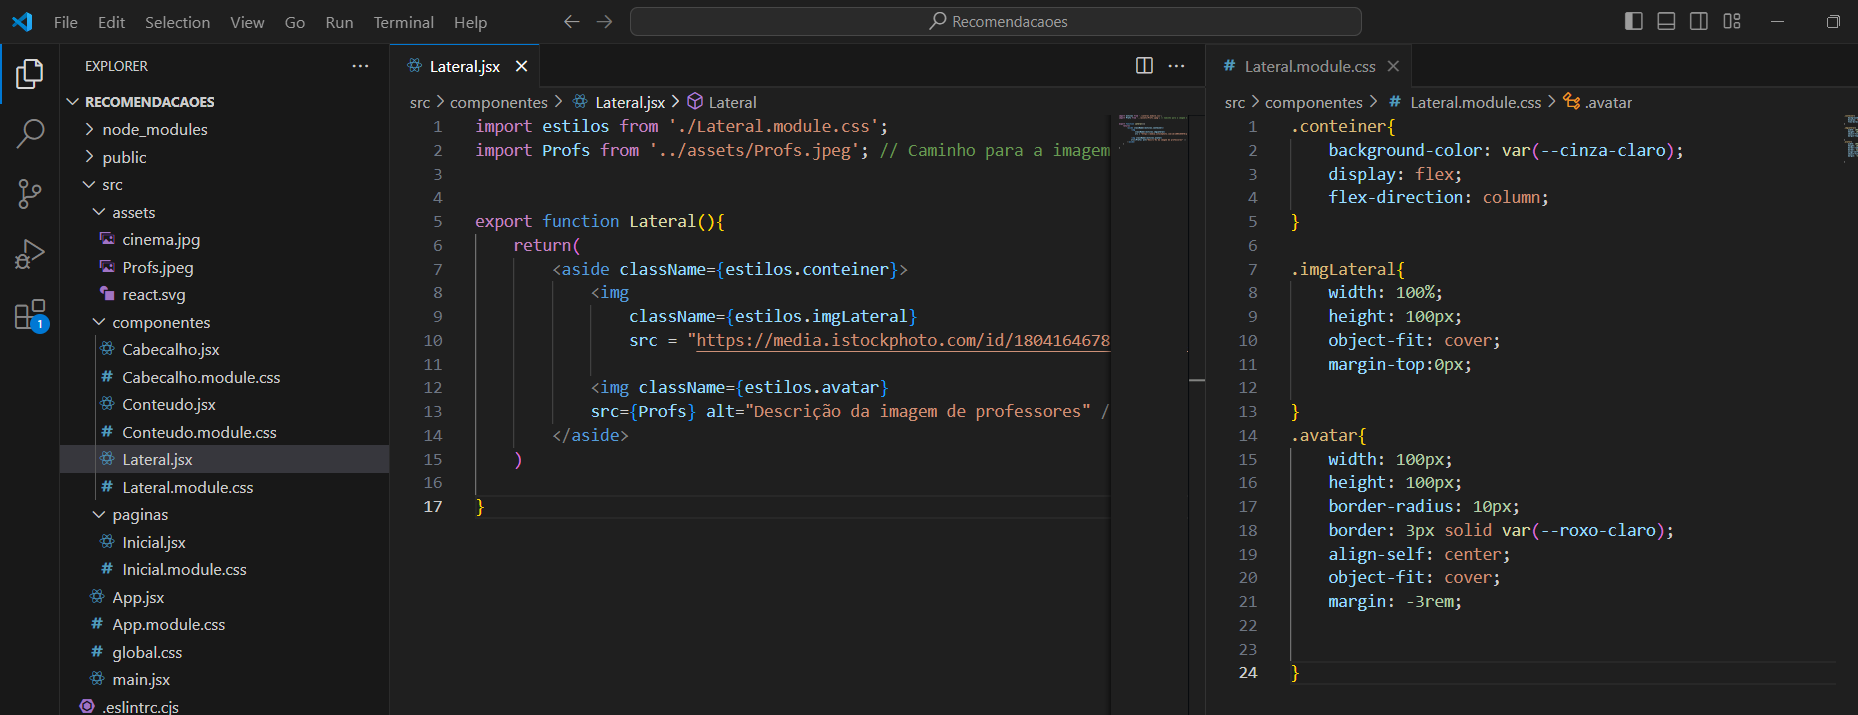 File Edit Selection View Go Run Terminal Help
Recomendacaoes
EXPLORER
RECOMENDACAOES
node_modules
public
src
assets
cinema.jpg
Profs.jpeg
react.svg
componentes
Cabecalho.jsx
Cabecalho.module.css
Conteudo.jsx
Conteudo.module.css
Lateral.jsx
Lateral.module.css
paginas
Inicial.jsx
Inicial.module.css
App.jsx
App.module.css
global.css
main.jsx
.eslintrc.cjs
1
Lateral.jsx
src > componentes > Lateral.jsx > Lateral
1 import estilos from './Lateral.module.css';
2 import Profs from '../assets/Profs.jpeg'; // Caminho para a imagem
3
4
5 export function Lateral(){
6 return(
7 <aside className={estilos.conteiner}>
8 <img
9 className={estilos.imgLateral}
10 src = "https://media.istockphoto.com/id/1804164678
11
12 <img className={estilos.avatar}
13 src={Profs} alt="Descrição da imagem de professores" /
14 </aside>
15 )
16
17 }
# Lateral.module.css
src > componentes > # Lateral.module.css > .avatar
1 .conteiner{
2 background-color: var(--cinza-claro);
3 display: flex;
4 flex-direction: column;
5 }
6
7 .imgLateral{
8 width: 100%;
9 height: 100px;
10 object-fit: cover;
11 margin-top:0px;
12
13 }
14 .avatar{
15 width: 100px;
16 height: 100px;
17 border-radius: 10px;
18 border: 3px solid var(--roxo-claro);
19 align-self: center;
20 object-fit: cover;
21 margin: -3rem;
22
23
24 }